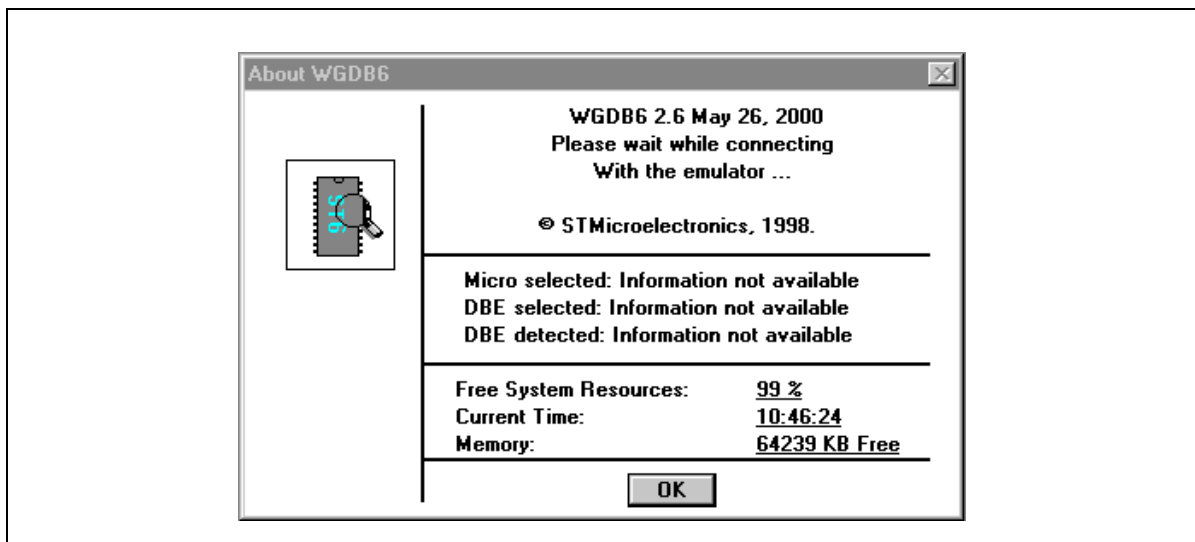 About WGDB6
WGDB6 2.6 May 26, 2000
Please wait while connecting
With the emulator ...
© STMicroelectronics, 1998.
ST6
Micro selected: Information not available
DBE selected: Information not available
DBE detected: Information not available
Free System Resources: 99 %
Current Time: 10:46:24
Memory: 64239 KB Free
OK